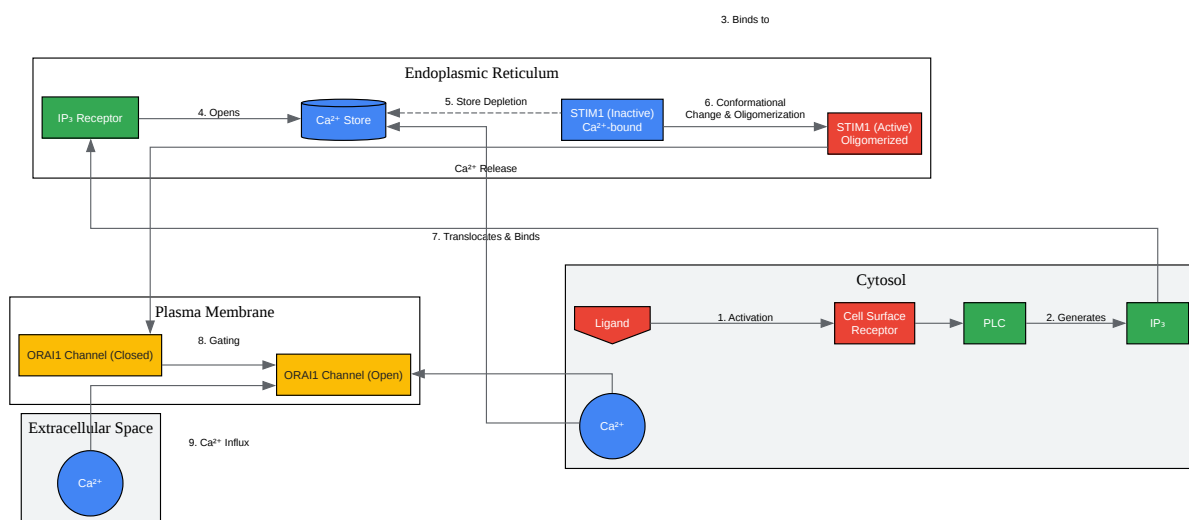 3. Binds to
Endoplasmic Reticulum
IP₃ Receptor
4. Opens
Ca²⁺ Store
5. Store Depletion
STIM1 (Inactive)
Ca²⁺-bound
6. Conformational
Change & Oligomerization
STIM1 (Active)
Oligomerized
Ca²⁺ Release
7. Translocates & Binds
Cytosol
Ligand
1. Activation
Cell Surface
Receptor
PLC
2. Generates
IP₃
Ca²⁺
Plasma Membrane
ORAI1 Channel (Closed)
8. Gating
ORAI1 Channel (Open)
Extracellular Space
Ca²⁺
9. Ca²⁺ Influx